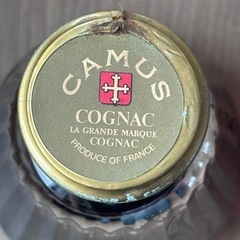 CAMUS
COGNAC
LA GRANDE MARQUE
COGNAC
PRODUCE OF FRANCE